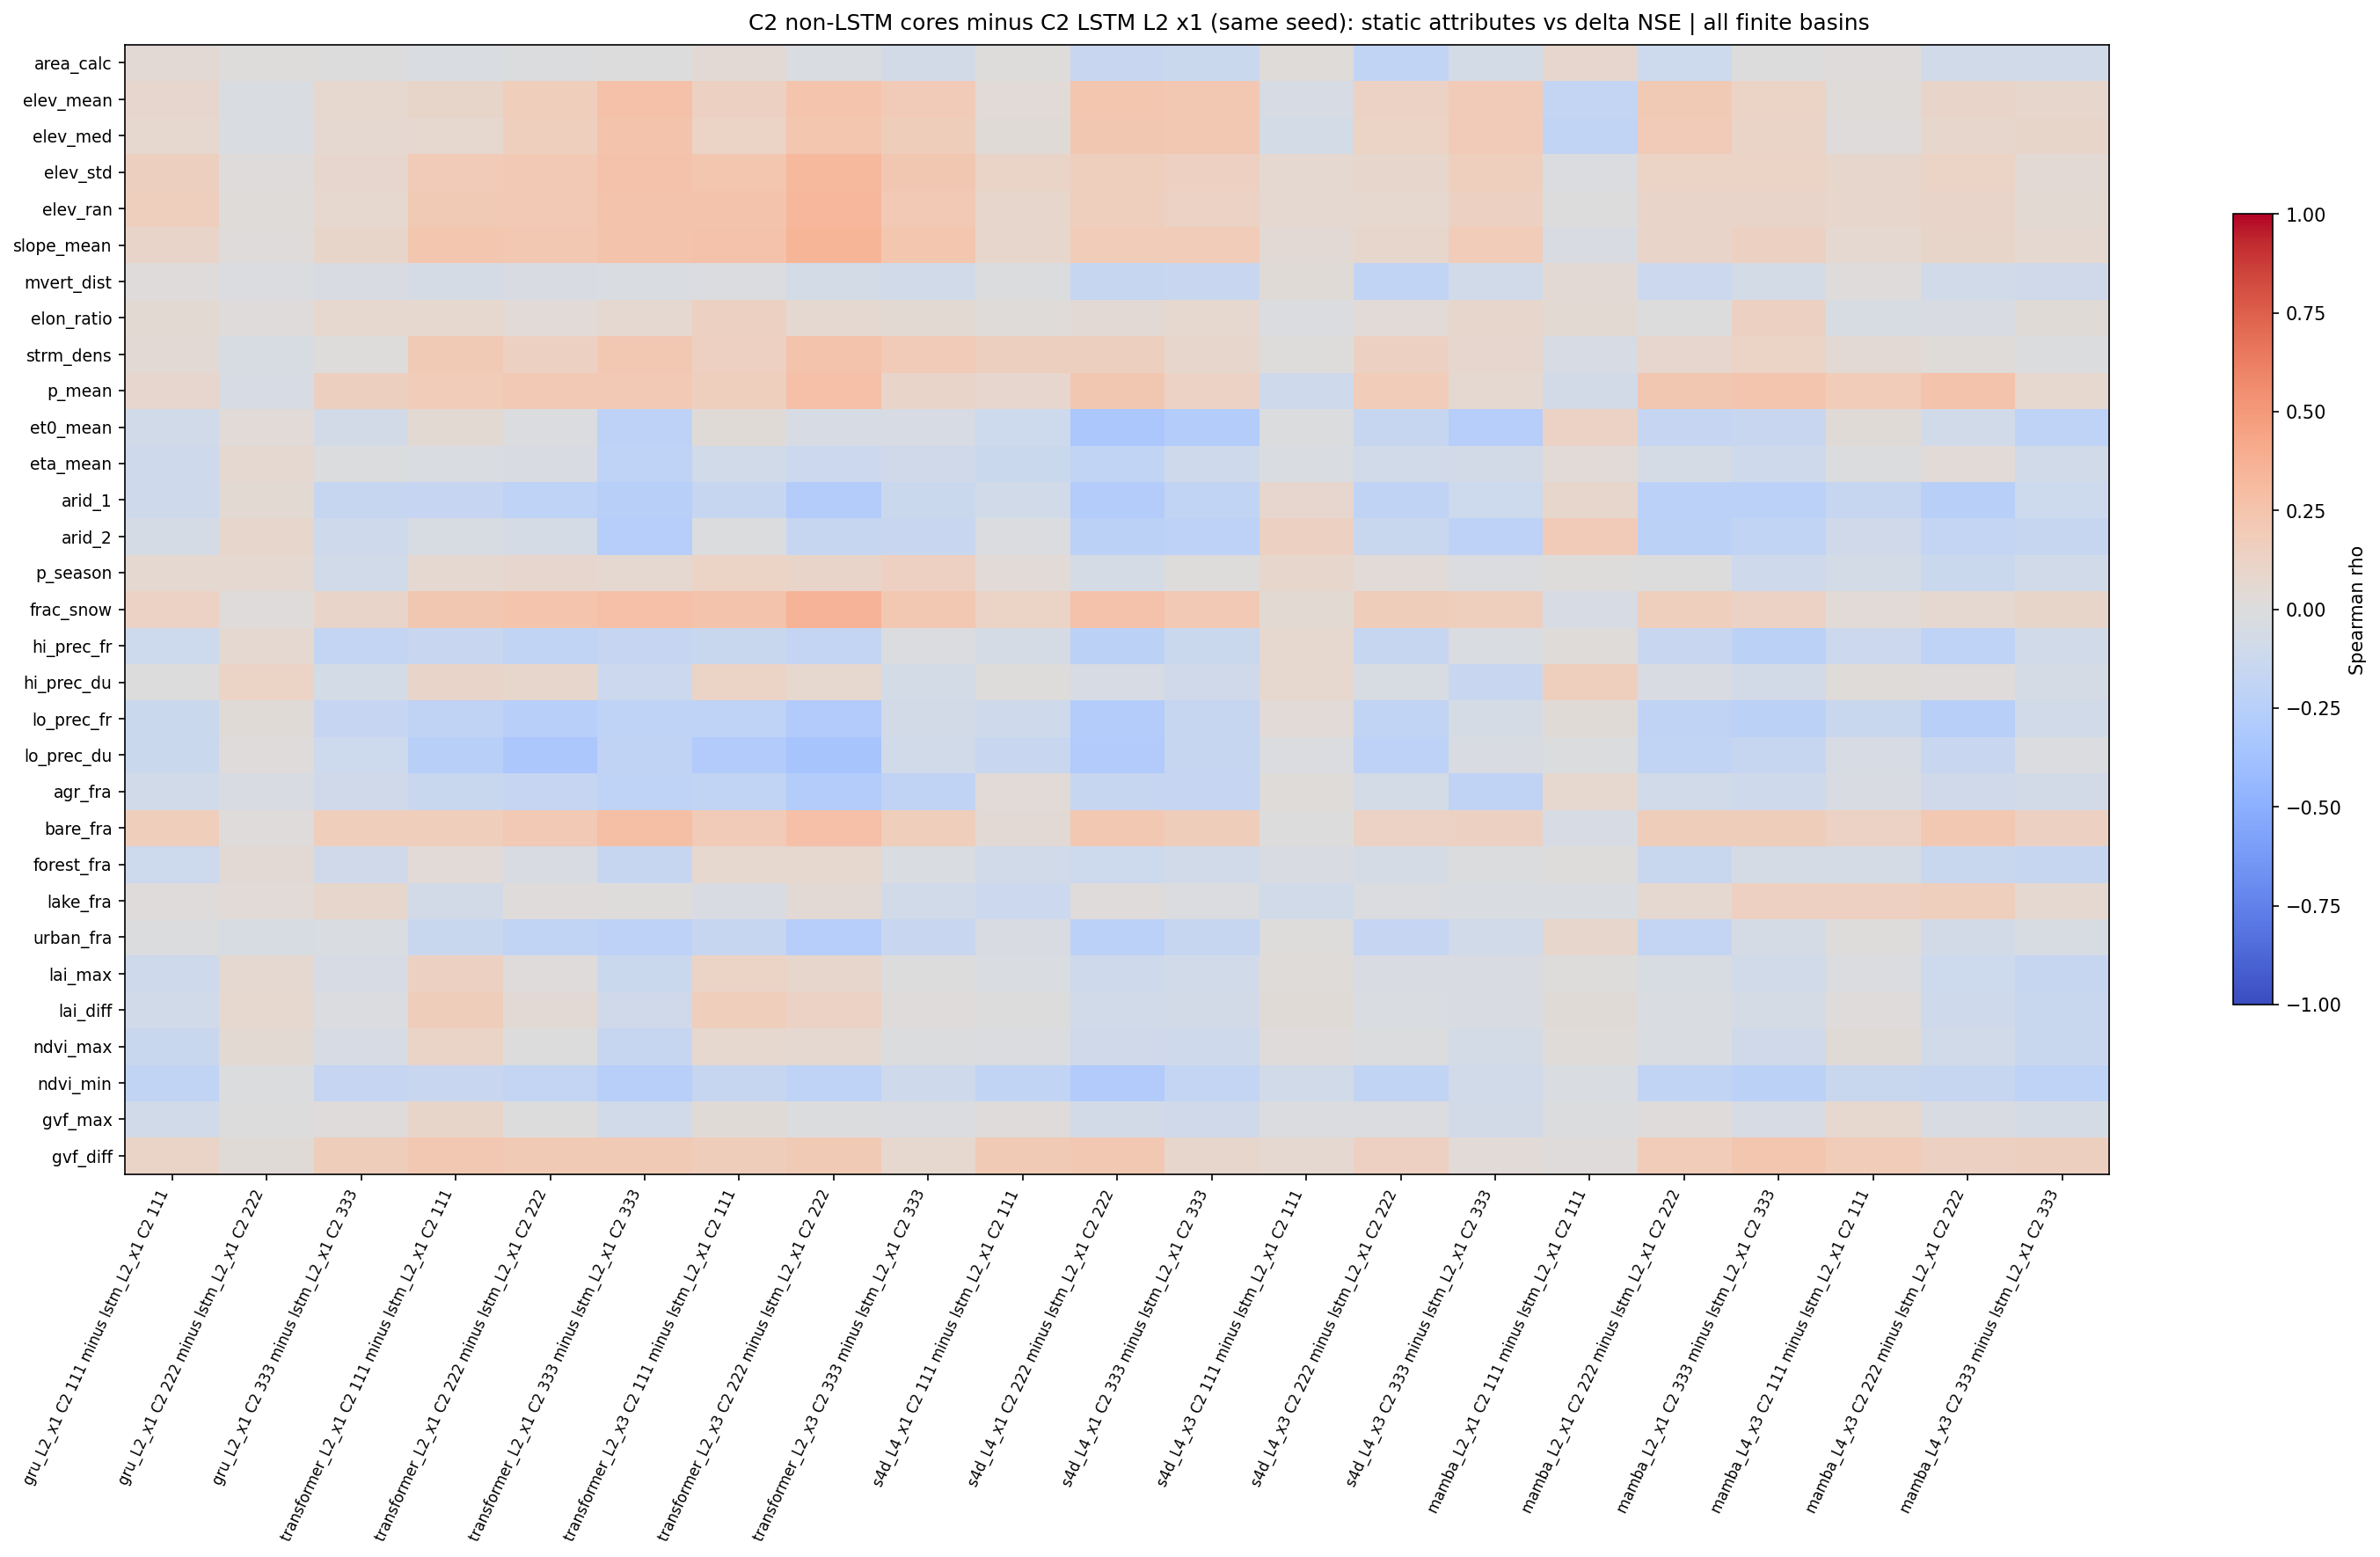 C2 non-LSTM cores minus C2 LSTM L2 x1 (same seed): static attributes vs delta NSE | all finite basins
area_calc
elev_mean
elev_med
elev_std
elev_ran
slope_mean
mvert_dist
elon_ratio
strm_dens
p_mean
et0_mean
eta_mean
arid_1
arid_2
p_season
frac_snow
hi_prec_fr
hi_prec_du
lo_prec_fr
lo_prec_du
agr_fra
bare_fra
forest_fra
lake_fra
urban_fra
lai_max
lai_diff
ndvi_max
ndvi_min
gvf_max
gvf_diff
gru_L2_x1 C2 111 minus lstm_L2_x1 C2 111
gru_L2_x1 C2 222 minus lstm_L2_x1 C2 222
gru_L2_x1 C2 333 minus lstm_L2_x1 C2 333
transformer_L2_x1 C2 111 minus lstm_L2_x1 C2 111
transformer_L2_x1 C2 222 minus lstm_L2_x1 C2 222
transformer_L2_x1 C2 333 minus lstm_L2_x1 C2 333
transformer_L2_x3 C2 111 minus lstm_L2_x1 C2 111
transformer_L2_x3 C2 222 minus lstm_L2_x1 C2 222
transformer_L2_x3 C2 333 minus lstm_L2_x1 C2 333
s4d_L4_x1 C2 111 minus lstm_L2_x1 C2 111
s4d_L4_x1 C2 222 minus lstm_L2_x1 C2 222
s4d_L4_x1 C2 333 minus lstm_L2_x1 C2 333
s4d_L4_x3 C2 111 minus lstm_L2_x1 C2 111
s4d_L4_x3 C2 222 minus lstm_L2_x1 C2 222
s4d_L4_x3 C2 333 minus lstm_L2_x1 C2 333
mamba_L2_x1 C2 111 minus lstm_L2_x1 C2 111
mamba_L2_x1 C2 222 minus lstm_L2_x1 C2 222
mamba_L2_x1 C2 333 minus lstm_L2_x1 C2 333
mamba_L4_x3 C2 111 minus lstm_L2_x1 C2 111
mamba_L4_x3 C2 222 minus lstm_L2_x1 C2 222
mamba_L4_x3 C2 333 minus lstm_L2_x1 C2 333
1.00
0.75
0.50
0.25
0.00
−0.25
−0.50
−0.75
−1.00
Spearman rho